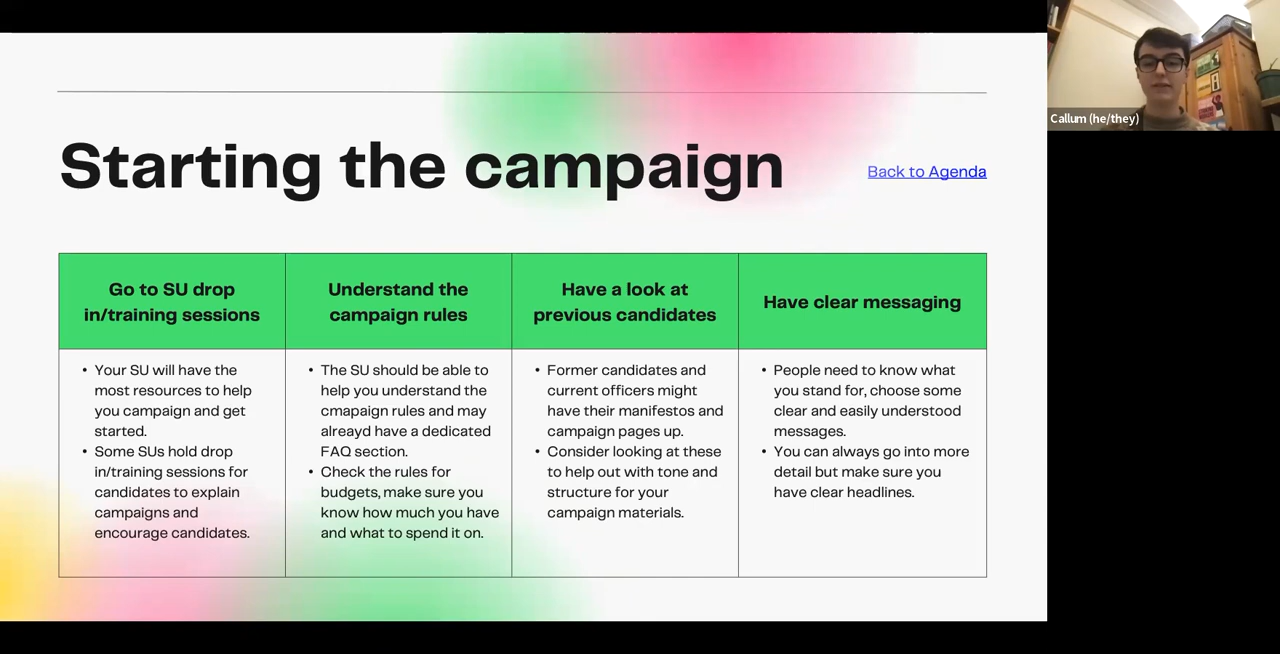 Starting the campaign
Back to Agenda
Go to SU drop
in/training sessions
Understand the
campaign rules
Have a look at
previous candidates
Have clear messaging
• Your SU will have the
most resources to help
you campaign and get
started.
• Some SUs hold drop
in/training sessions for
candidates to explain
campaigns and
encourage candidates.
• The SU should be able to
help you understand the
cmapaign rules and may
alreayd have a dedicated
FAQ section.
• Check the rules for
budgets, make sure you
know how much you have
and what to spend it on.
• Former candidates and
current officers might
have their manifestos and
campaign pages up.
• Consider looking at these
to help out with tone and
structure for your
campaign materials.
• People need to know what
you stand for, choose some
clear and easily understood
messages.
• You can always go into more
detail but make sure you
have clear headlines.
Callum (he/they)